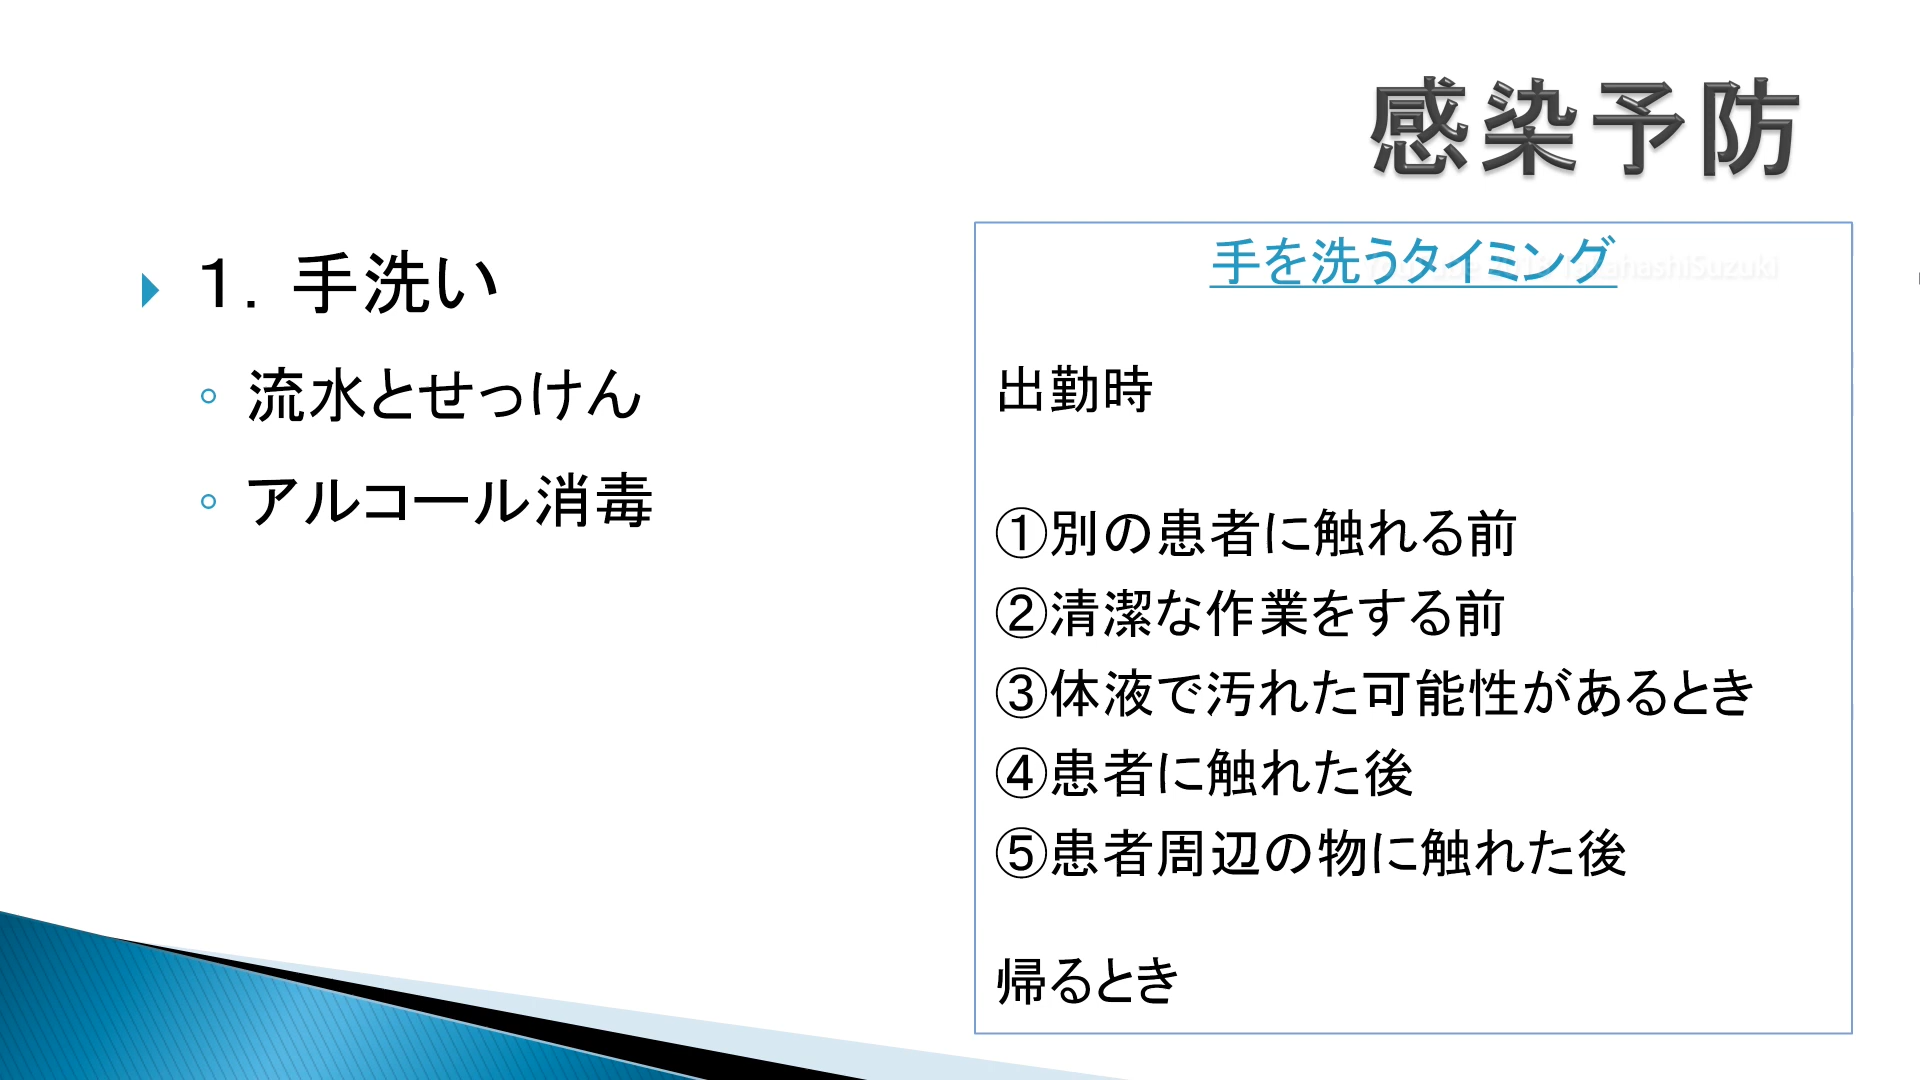 感染予防
１．手洗い
流水とせっけん
アルコール消毒
手を洗うタイミング
出勤時
①別の患者に触れる前
②清潔な作業をする前
③体液で汚れた可能性があるとき
④患者に触れた後
⑤患者周辺の物に触れた後
帰るとき